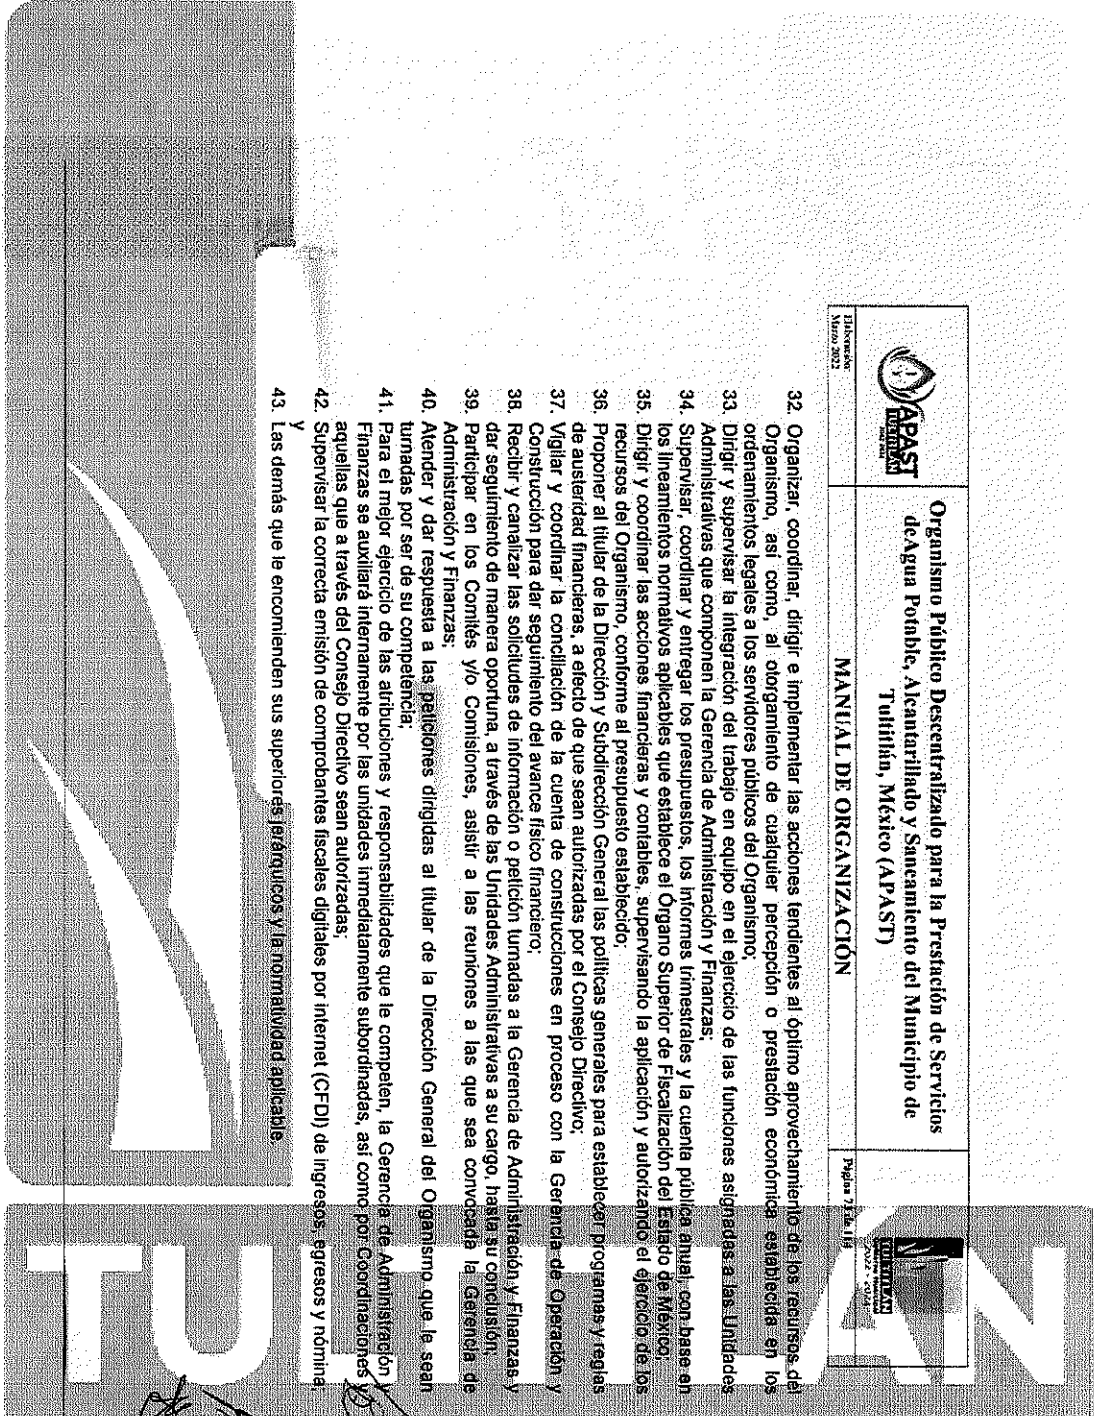 APAST
TULTITLÁN
Organismo Público Descentralizado para la Prestación de Servicios
deAgua Potable, Alcantarillado y Saneamiento del Municipio de
Tultitlán, México (APAST)
TULTITLÁN
2022 - 2024
Elaboración:
Marzo 2022
MANUAL DE ORGANIZACIÓN
Página 73 de
32. Organizar, coordinar, dirigir e implementar las acciones tendientes al óptimo aprovechamiento de los recursos del
Organismo, así como, al otorgamiento de cualquier percepción o prestación económica establecida en los
ordenamientos legales a los servidores públicos del Organismo;
33. Dirigir y supervisar la integración del trabajo en equipo en el ejercicio de las funciones asignadas a las Unidades
Administrativas que componen la Gerencia de Administración y Finanzas;
34. Supervisar, coordinar y entregar los presupuestos, los informes trimestrales y la cuenta pública anual, con base en
los lineamientos normativos aplicables que establece el Órgano Superior de Fiscalización del Estado de México;
35. Dirigir y coordinar las acciones financieras y contables, supervisando la aplicación y autorizando el ejercicio de los
recursos del Organismo, conforme al presupuesto establecido;
36. Proponer al titular de la Dirección y Subdirección General las políticas generales para establecer programas y reglas
de austeridad financieras, a efecto de que sean autorizadas por el Consejo Directivo;
37. Vigilar y coordinar la conciliación de la cuenta de construcciones en proceso con la Gerencia de Operación y
Construcción para dar seguimiento del avance físico financiero;
38. Recibir y canalizar las solicitudes de información o petición turnadas a la Gerencia de Administración y Finanzas y
dar seguimiento de manera oportuna, a través de las Unidades Administrativas a su cargo, hasta su conclusión;
39. Participar en los Comités y/o Comisiones, asistir a las reuniones a las que sea convocada la Gerencia de
Administración y Finanzas;
40. Atender y dar respuesta a las peticiones dirigidas al titular de la Dirección General del Organismo que le sean
turnadas por ser de su competencia;
41. Para el mejor ejercicio de las atribuciones y responsabilidades que le competen, la Gerencia de Administración y
Finanzas se auxiliará internamente por las unidades inmediatamente subordinadas, así como por Coordinaciones y
aquellas que a través del Consejo Directivo sean autorizadas;
42. Supervisar la correcta emisión de comprobantes fiscales digitales por internet (CFDI) de ingresos, egresos y nómina;
y
43. Las demás que le encomienden sus superiores jerárquicos y la normatividad aplicable.
TULTITLÁN